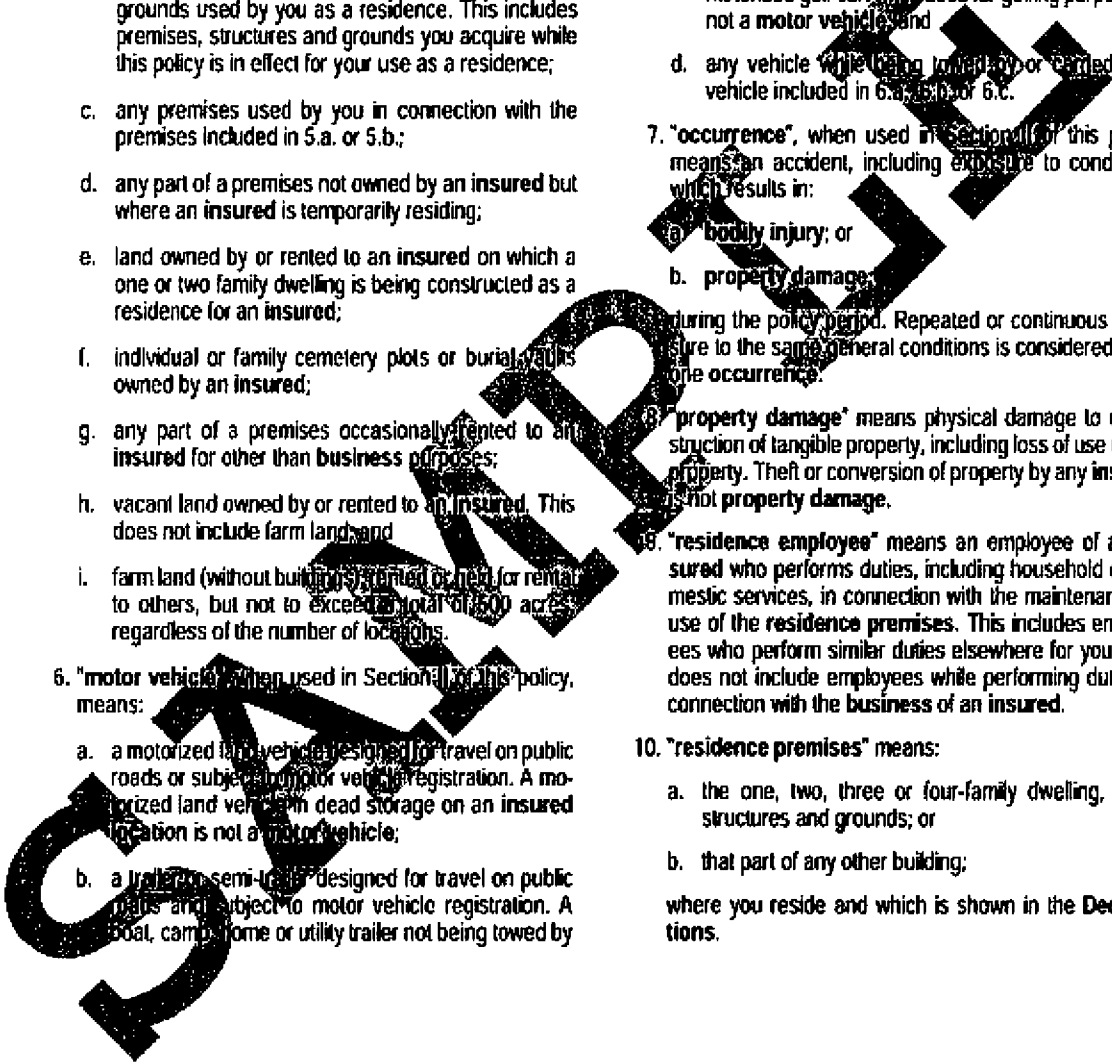 grounds used by you as a residence. This includes
premises, structures and grounds you acquire while
this policy is in effect for your use as a residence;
c. any premises used by you in connection with the
premises included in 5.a. or 5.b.;
d. any part of a premises not owned by an insured but
where an insured is temporarily residing;
e. land owned by or rented to an insured on which a
one or two family dwelling is being constructed as a
residence for an insured;
f. individual or family cemetery plots or burial vaults
owned by an insured;
g. any part of a premises occasionally rented to an
insured for other than business purposes;
h. vacant land owned by or rented to an insured. This
does not include farm land; and
i. farm land (without buildings), rented or held for rental
to others, but not to exceed a total of 500 acres,
regardless of the number of locations.
6. "motor vehicle", when used in Section II of this policy,
means:
a. a motorized land vehicle designed for travel on public
roads or subject to motor vehicle registration. A mo-
torized land vehicle in dead storage on an insured
location is not a motor vehicle;
b. a trailer or semi-trailer designed for travel on public
roads and subject to motor vehicle registration. A
boat, camp, home or utility trailer not being towed by
not a motor vehicle; and
d. any vehicle while being towed by or carried
vehicle included in 6.a., 6.b. or 6.c.
7. "occurrence", when used in Section II of this
means an accident, including exposure to cond
which results in:
a. bodily injury; or
b. property damage;
during the policy period. Repeated or continuous
sure to the same general conditions is considered
one occurrence.
8. "property damage" means physical damage to
struction of tangible property, including loss of use
property. Theft or conversion of property by any ins
is not property damage.
9. "residence employee" means an employee of a
sured who performs duties, including household
mestic services, in connection with the maintenan
use of the residence premises. This includes em
ees who perform similar duties elsewhere for you
does not include employees while performing dut
connection with the business of an insured.
10. "residence premises" means:
a. the one, two, three or four-family dwelling,
structures and grounds; or
b. that part of any other building;
where you reside and which is shown in the Dec
tions.
SAMPLE